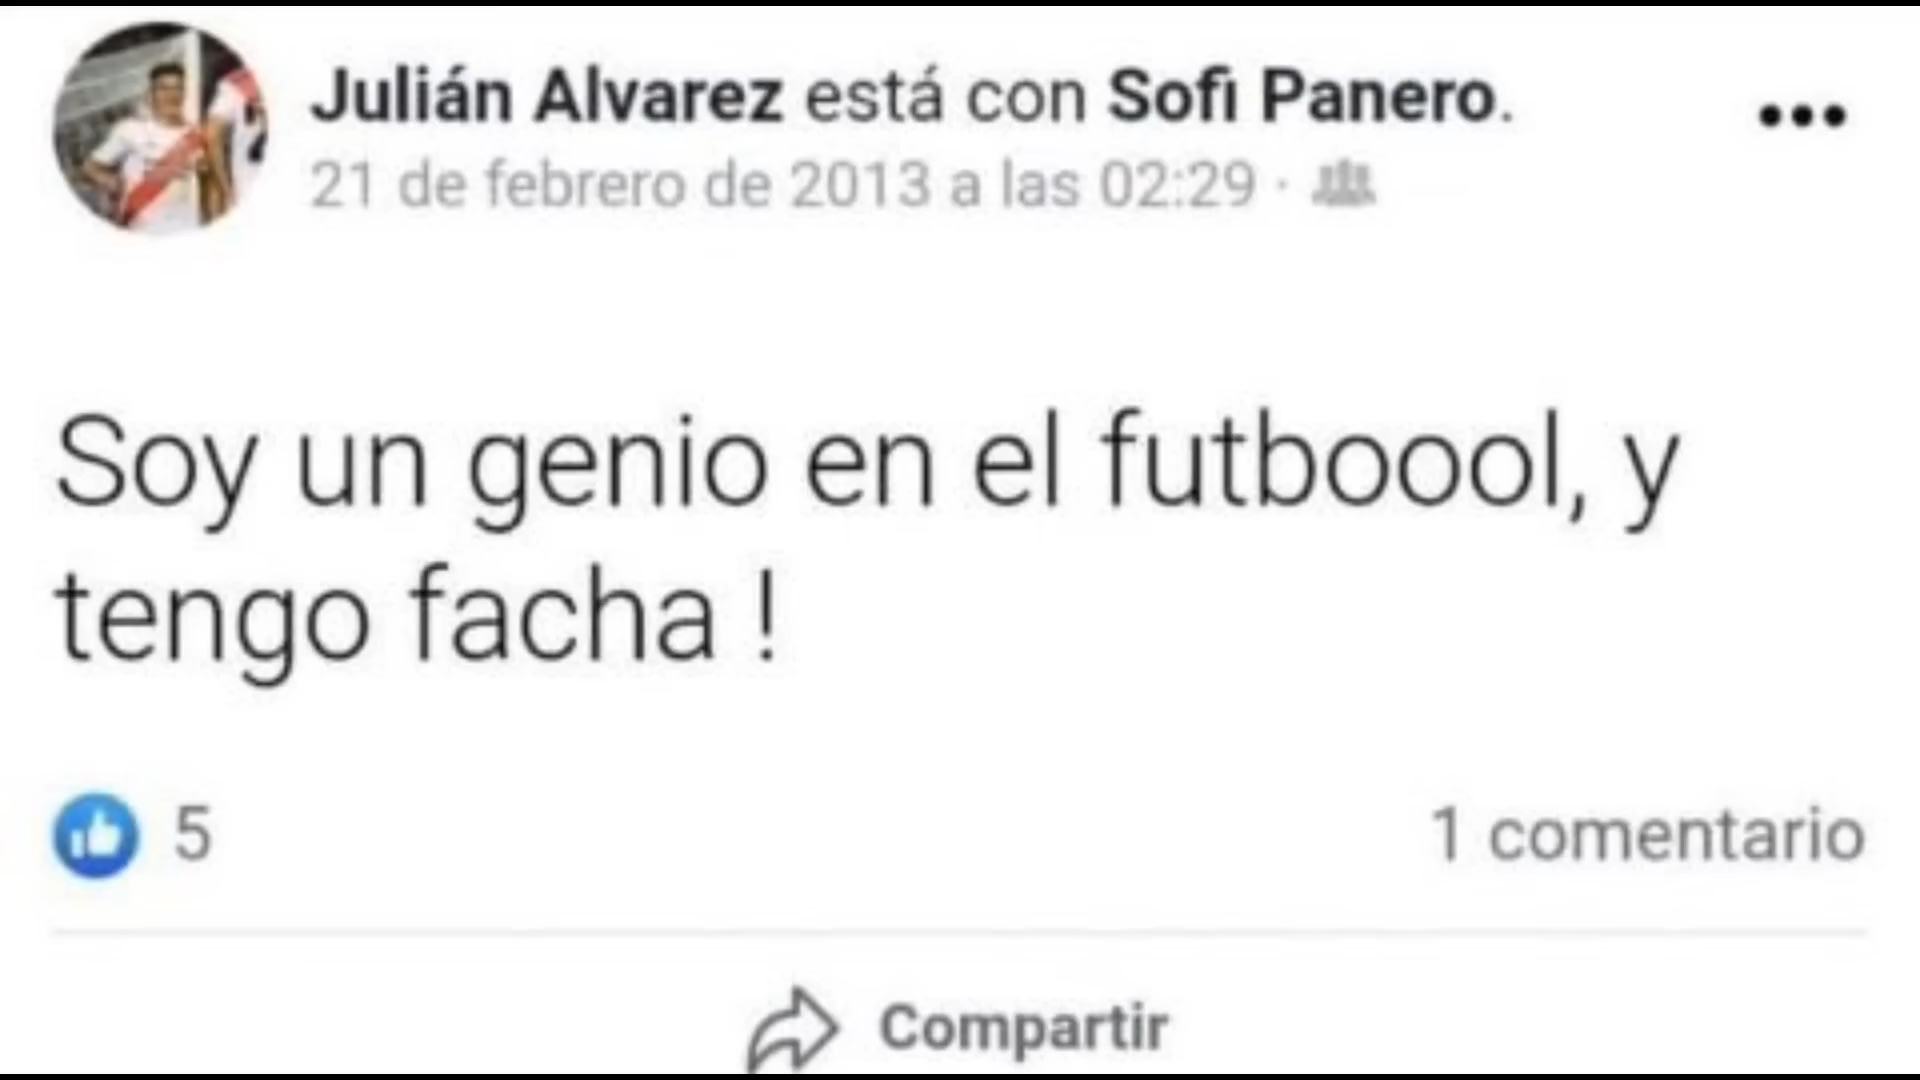 Julián Alvarez está con Sofi Panero.
21 de febrero de 2013 a las 02:29 ·
Soy un genio en el futboool, y
tengo facha !
5
1 comentario
Compartir